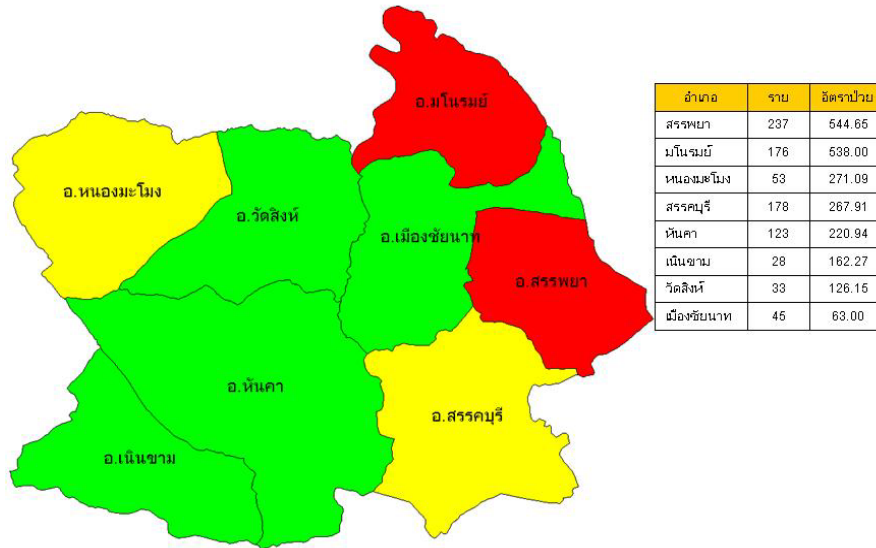 อ.มโนรมย์
อ.หนองมะโมง
อ.วัดสิงห์
อ.เมืองชัยนาท
อ.สรรพยา
อ.หันคา
อ.สรรคบุรี
อ.เนินขาม
อำเภอ ราย อัตราป่วย
สรรพยา 237 544.65
มโนรมย์ 176 538.00
หนองมะโมง 53 271.09
สรรคบุรี 178 267.91
หันคา 123 220.94
เนินขาม 28 162.27
วัดสิงห์ 33 126.15
เมืองชัยนาท 45 63.00